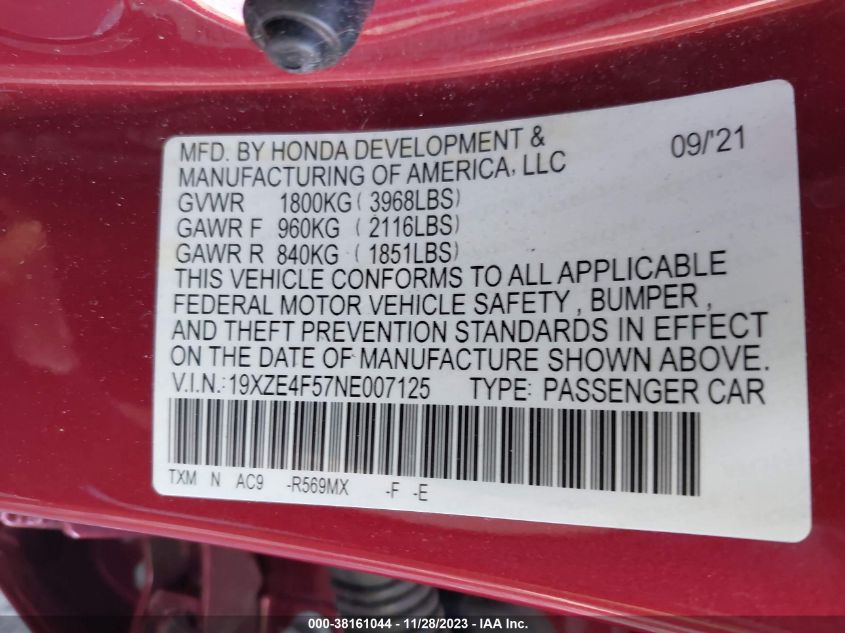 MFD. BY HONDA DEVELOPMENT & 09/'21
MANUFACTURING OF AMERICA, LLC
GVWR 1800KG ( 3968LBS)
GAWR F 960KG ( 2116LBS)
GAWR R 840KG ( 1851LBS)
THIS VEHICLE CONFORMS TO ALL APPLICABLE
FEDERAL MOTOR VEHICLE SAFETY , BUMPER ,
AND THEFT PREVENTION STANDARDS IN EFFECT
ON THE DATE OF MANUFACTURE SHOWN ABOVE.
V.I.N.: 19XZE4F57NE007125 TYPE: PASSENGER CAR
TXM N AC9 -R569MX -F -E
000-38161044 | 11/28/2023 - IAA Inc.